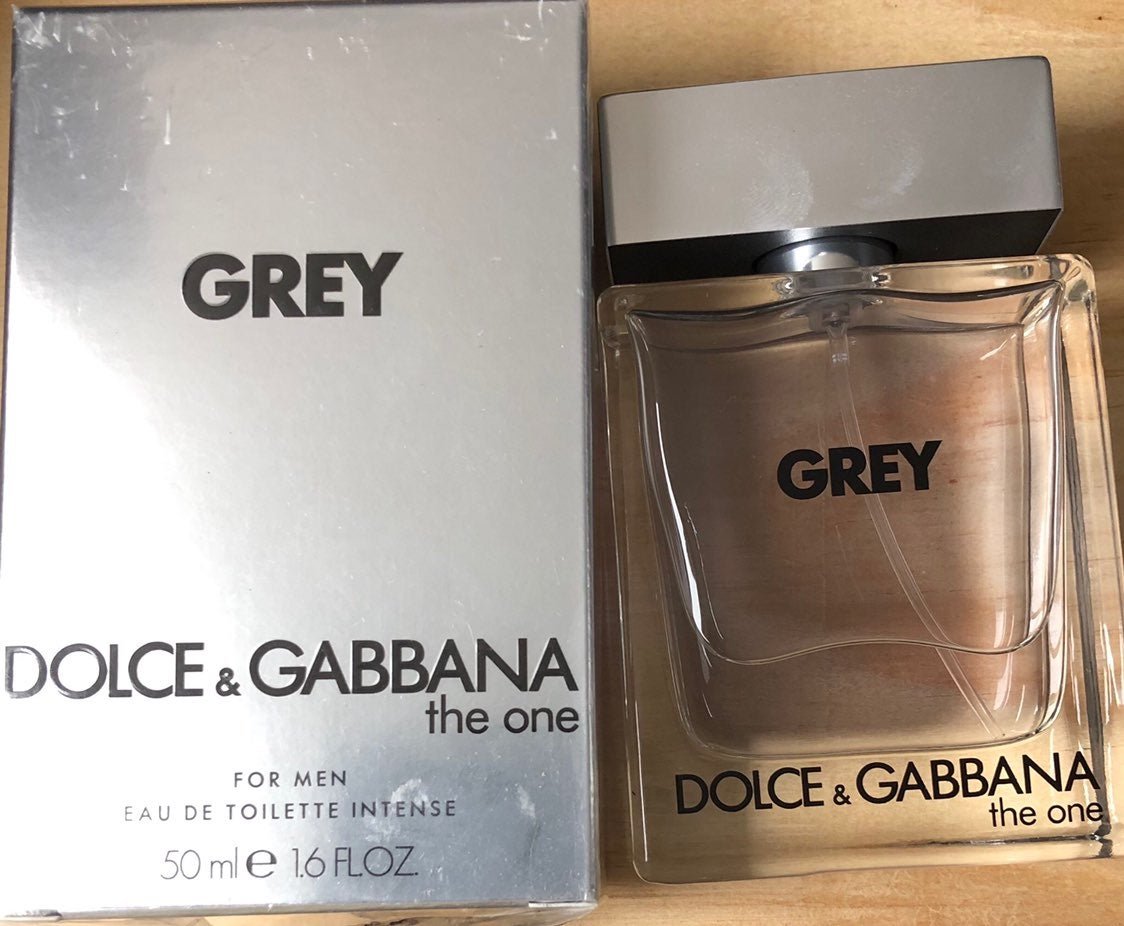 GREY
DOLCE & GABBANA
the one
FOR MEN
EAU DE TOILETTE INTENSE
50 ml e 1.6 FL.OZ.
GREY
DOLCE & GABBANA
the one